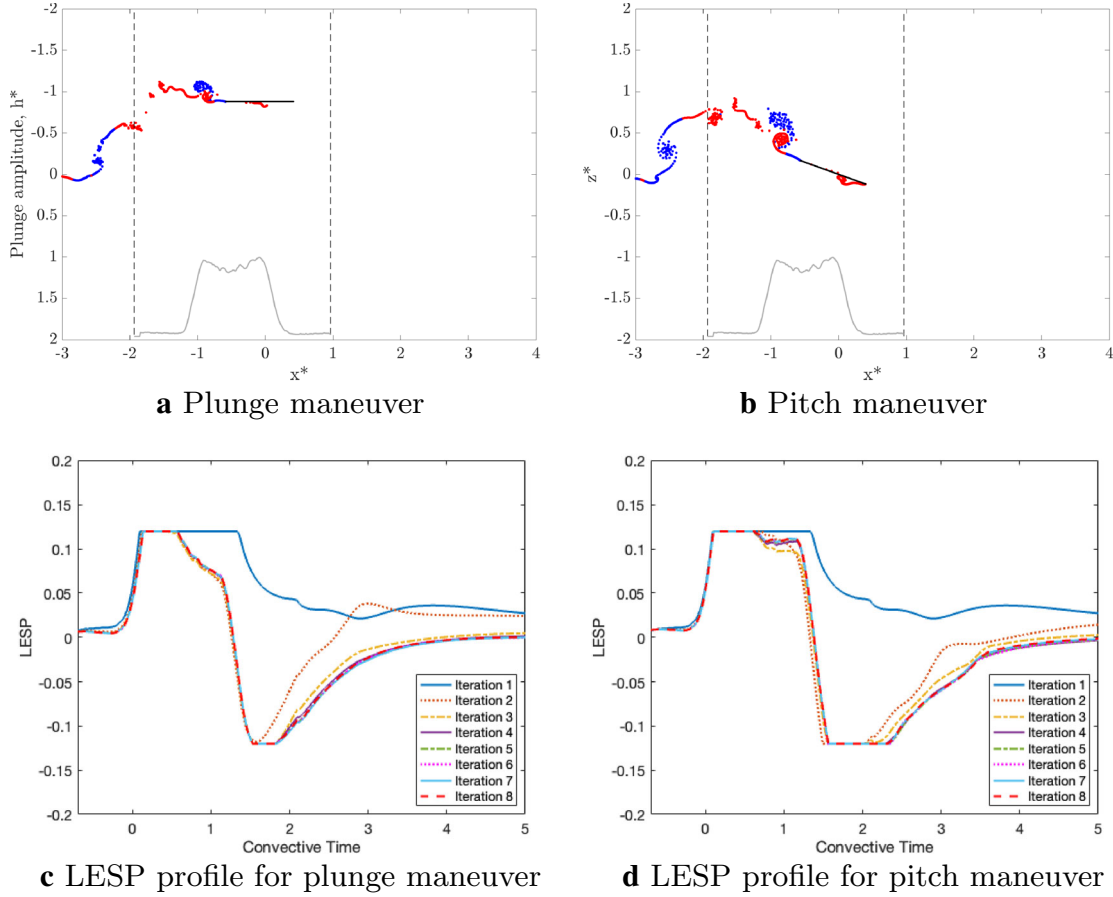 -2
-1.5
-1
-0.5
0
0.5
1
1.5
2
Plunge amplitude, h*
-3 -2 -1 0 1 2 3 4
x*
a Plunge maneuver
-2
-1.5
-1
-0.5
0
0.5
1
1.5
2
z*
-3 -2 -1 0 1 2 3 4
x*
b Pitch maneuver
0.2
0.15
0.1
0.05
0
-0.05
-0.1
-0.15
-0.2
LESP
Iteration 1
Iteration 2
Iteration 3
Iteration 4
Iteration 5
Iteration 6
Iteration 7
Iteration 8
0 1 2 3 4 5
Convective Time
c LESP profile for plunge maneuver
0.2
0.15
0.1
0.05
0
-0.05
-0.1
-0.15
-0.2
LESP
Iteration 1
Iteration 2
Iteration 3
Iteration 4
Iteration 5
Iteration 6
Iteration 7
Iteration 8
0 1 2 3 4 5
Convective Time
d LESP profile for pitch maneuver